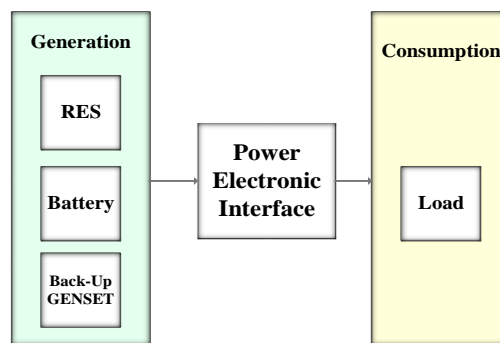 Generation
RES
Battery
Back-Up
GENSET
Power
Electronic
Interface
Consumption
Load